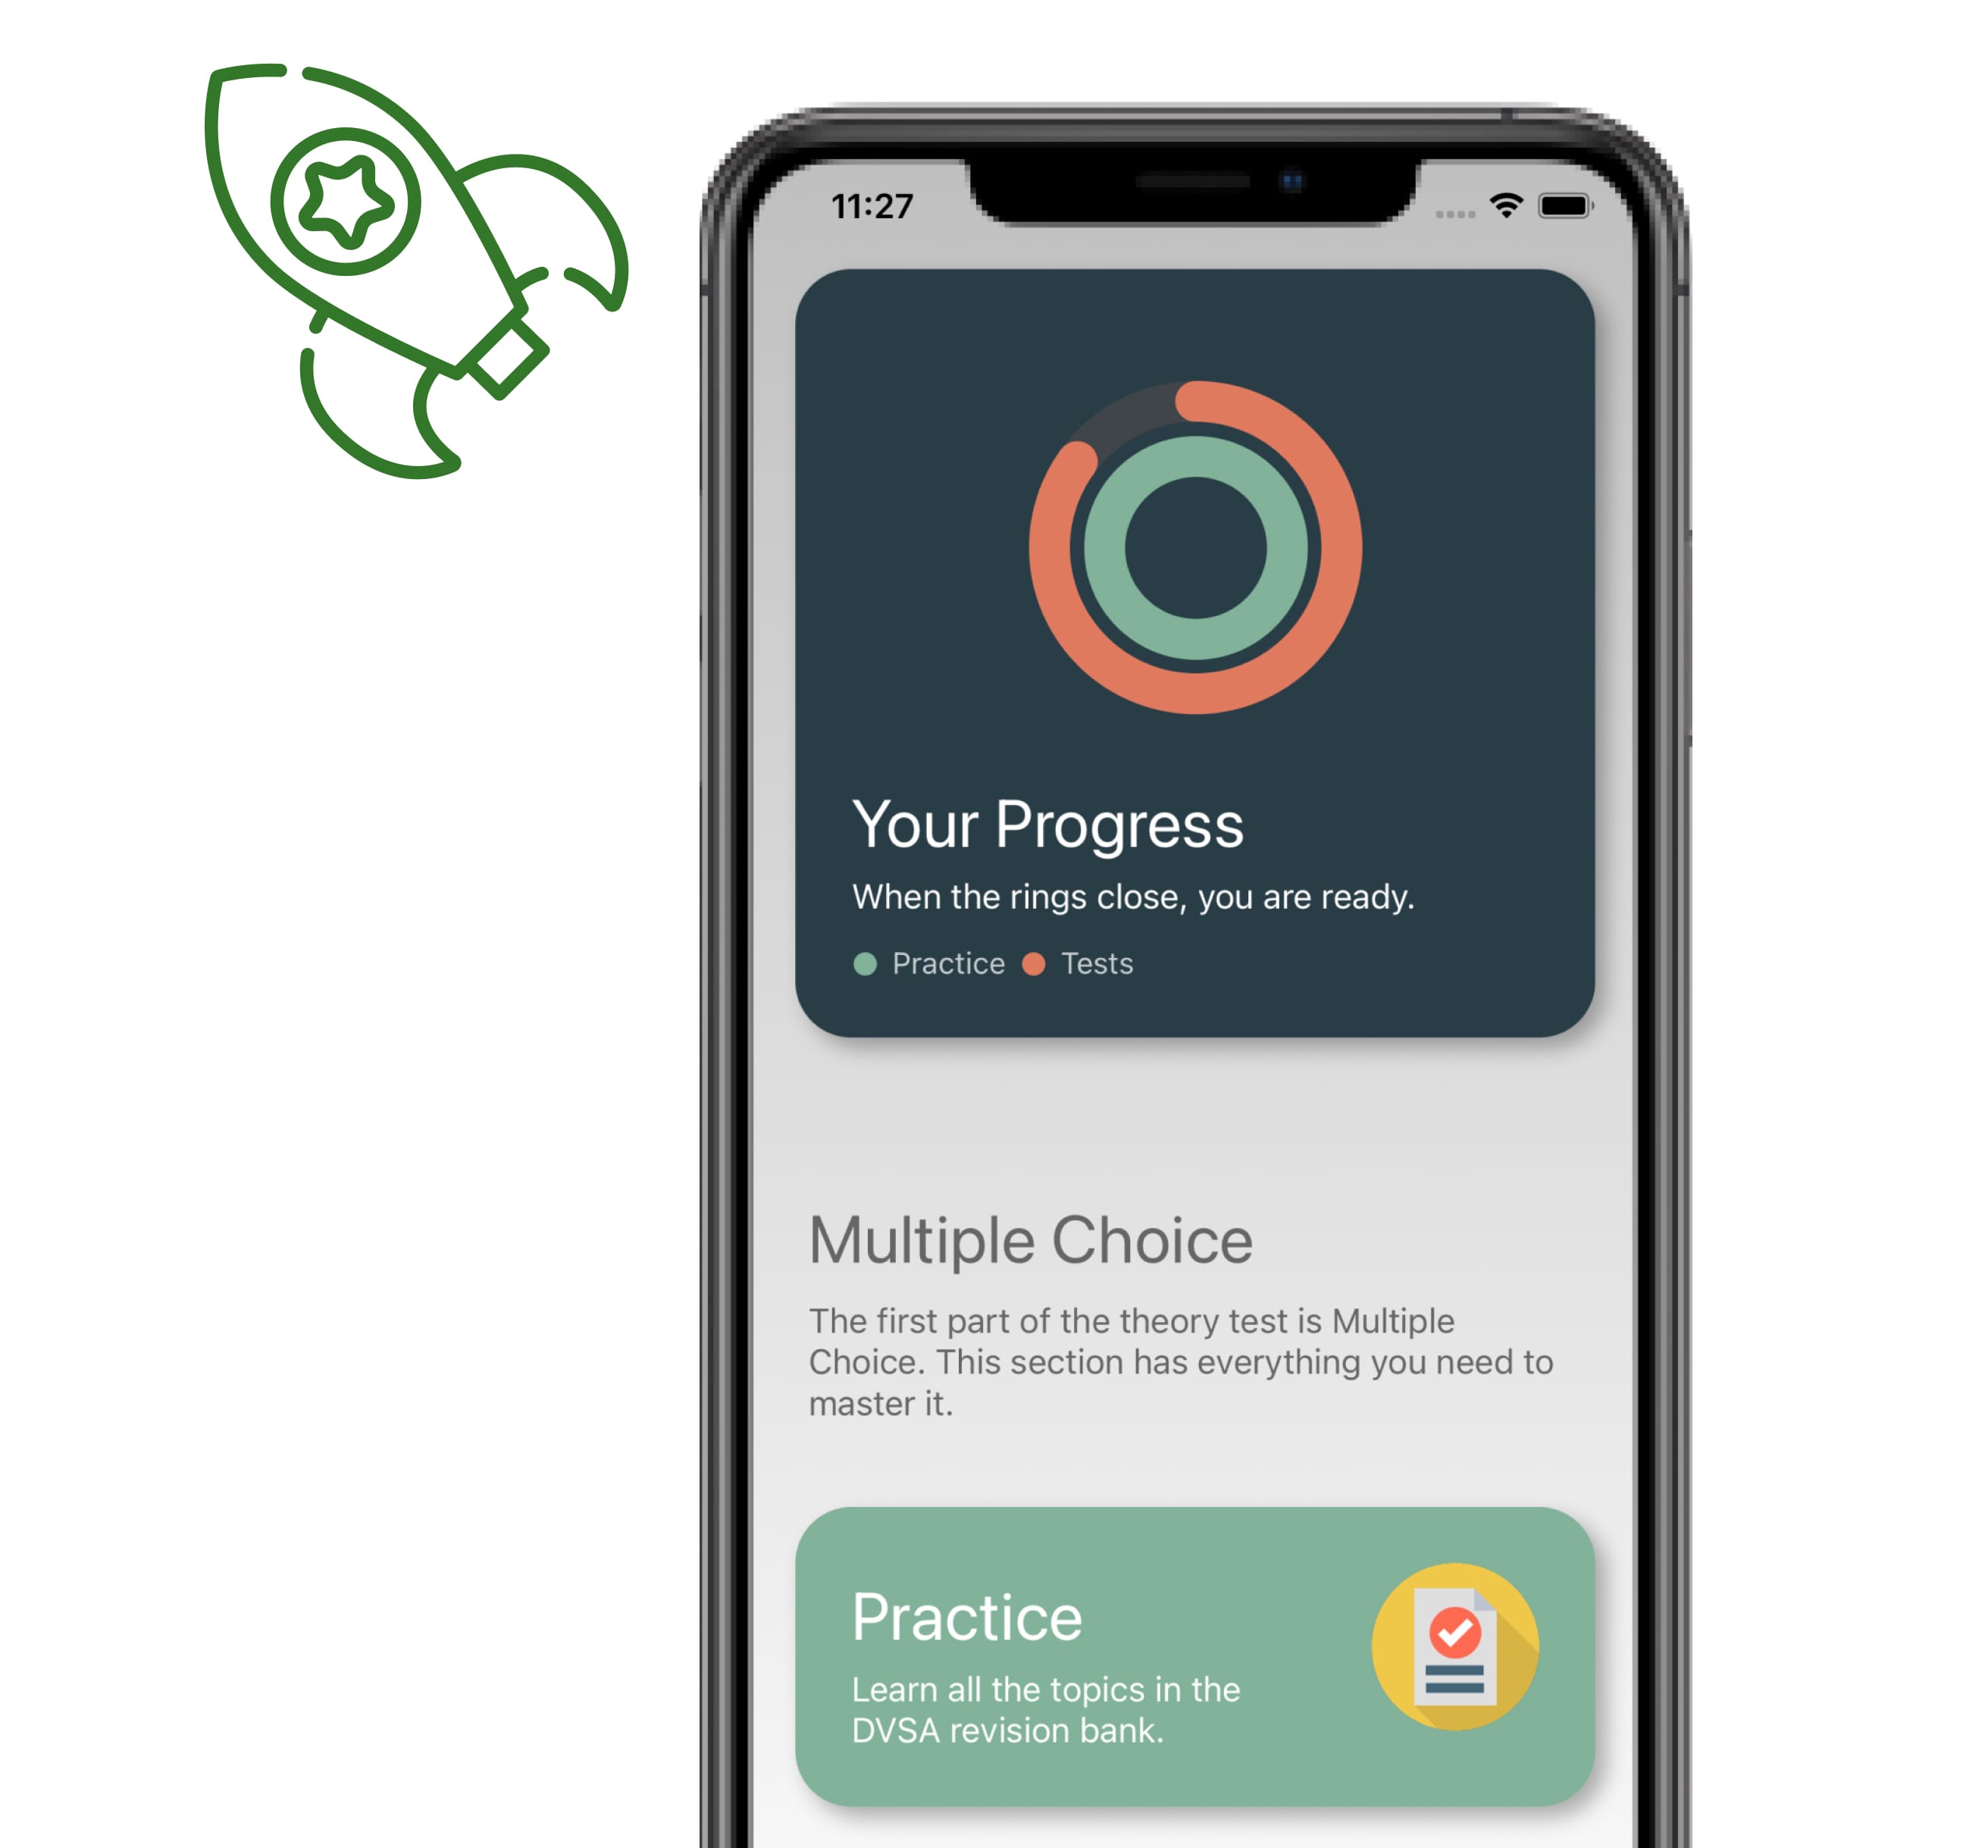 11:27
Your Progress
When the rings close, you are ready.
Practice Tests
Multiple Choice
The first part of the theory test is Multiple
Choice. This section has everything you need to
master it.
Practice
Learn all the topics in the
DVSA revision bank.